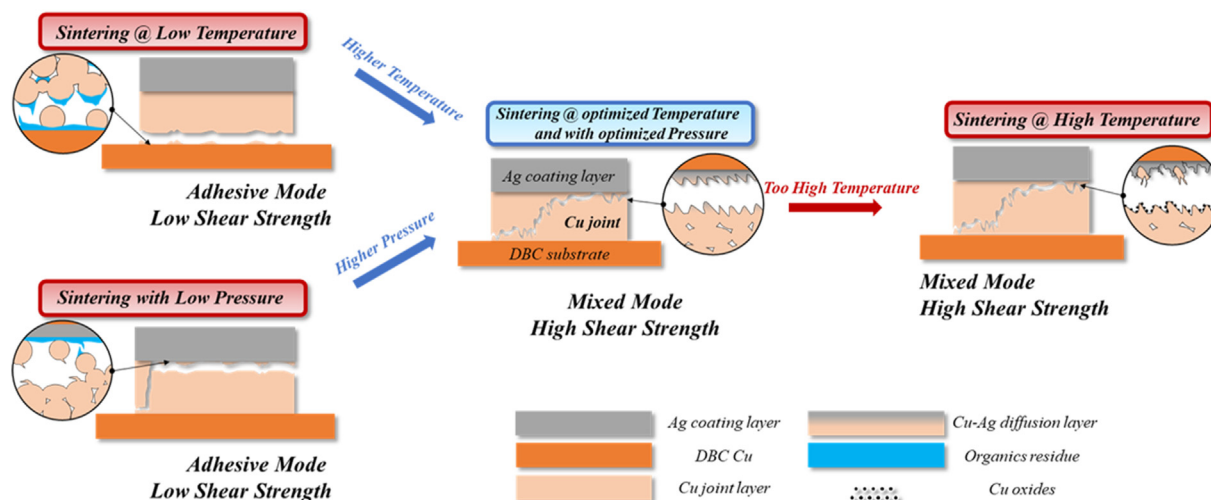 Sintering @ Low Temperature
Adhesive Mode
Low Shear Strength
Higher Temperature
Sintering with Low Pressure
Adhesive Mode
Low Shear Strength
Higher Pressure
Sintering @ optimized Temperature
and with optimized Pressure
Ag coating layer
Cu joint
DBC substrate
Mixed Mode
High Shear Strength
Too High Temperature
Sintering @ High Temperature
Mixed Mode
High Shear Strength
Ag coating layer
Cu-Ag diffusion layer
DBC Cu
Organics residue
Cu joint layer
Cu oxides